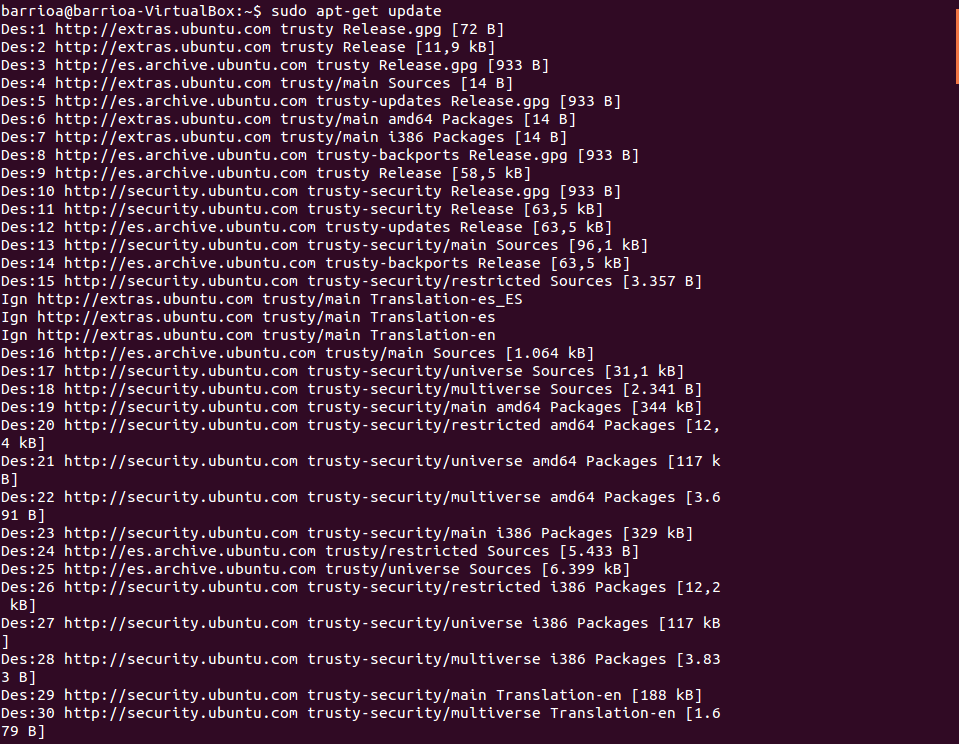 barrioa@barrioa-VirtualBox:~$ sudo apt-get update
Des:1 http://extras.ubuntu.com trusty Release.gpg [72 B]
Des:2 http://extras.ubuntu.com trusty Release [11,9 kB]
Des:3 http://es.archive.ubuntu.com trusty Release.gpg [933 B]
Des:4 http://extras.ubuntu.com trusty/main Sources [14 B]
Des:5 http://es.archive.ubuntu.com trusty-updates Release.gpg [933 B]
Des:6 http://extras.ubuntu.com trusty/main amd64 Packages [14 B]
Des:7 http://extras.ubuntu.com trusty/main i386 Packages [14 B]
Des:8 http://es.archive.ubuntu.com trusty-backports Release.gpg [933 B]
Des:9 http://es.archive.ubuntu.com trusty Release [58,5 kB]
Des:10 http://security.ubuntu.com trusty-security Release.gpg [933 B]
Des:11 http://security.ubuntu.com trusty-security Release [63,5 kB]
Des:12 http://es.archive.ubuntu.com trusty-updates Release [63,5 kB]
Des:13 http://security.ubuntu.com trusty-security/main Sources [96,1 kB]
Des:14 http://es.archive.ubuntu.com trusty-backports Release [63,5 kB]
Des:15 http://security.ubuntu.com trusty-security/restricted Sources [3.357 B]
Ign http://extras.ubuntu.com trusty/main Translation-es_ES
Ign http://extras.ubuntu.com trusty/main Translation-es
Ign http://extras.ubuntu.com trusty/main Translation-en
Des:16 http://es.archive.ubuntu.com trusty/main Sources [1.064 kB]
Des:17 http://security.ubuntu.com trusty-security/universe Sources [31,1 kB]
Des:18 http://security.ubuntu.com trusty-security/multiverse Sources [2.341 B]
Des:19 http://security.ubuntu.com trusty-security/main amd64 Packages [344 kB]
Des:20 http://security.ubuntu.com trusty-security/restricted amd64 Packages [12,
4 kB]
Des:21 http://security.ubuntu.com trusty-security/universe amd64 Packages [117 k
B]
Des:22 http://security.ubuntu.com trusty-security/multiverse amd64 Packages [3.6
91 B]
Des:23 http://security.ubuntu.com trusty-security/main i386 Packages [329 kB]
Des:24 http://es.archive.ubuntu.com trusty/restricted Sources [5.433 B]
Des:25 http://es.archive.ubuntu.com trusty/universe Sources [6.399 kB]
Des:26 http://security.ubuntu.com trusty-security/restricted i386 Packages [12,2
 kB]
Des:27 http://security.ubuntu.com trusty-security/universe i386 Packages [117 kB
]
Des:28 http://security.ubuntu.com trusty-security/multiverse i386 Packages [3.83
3 B]
Des:29 http://security.ubuntu.com trusty-security/main Translation-en [188 kB]
Des:30 http://security.ubuntu.com trusty-security/multiverse Translation-en [1.6
79 B]